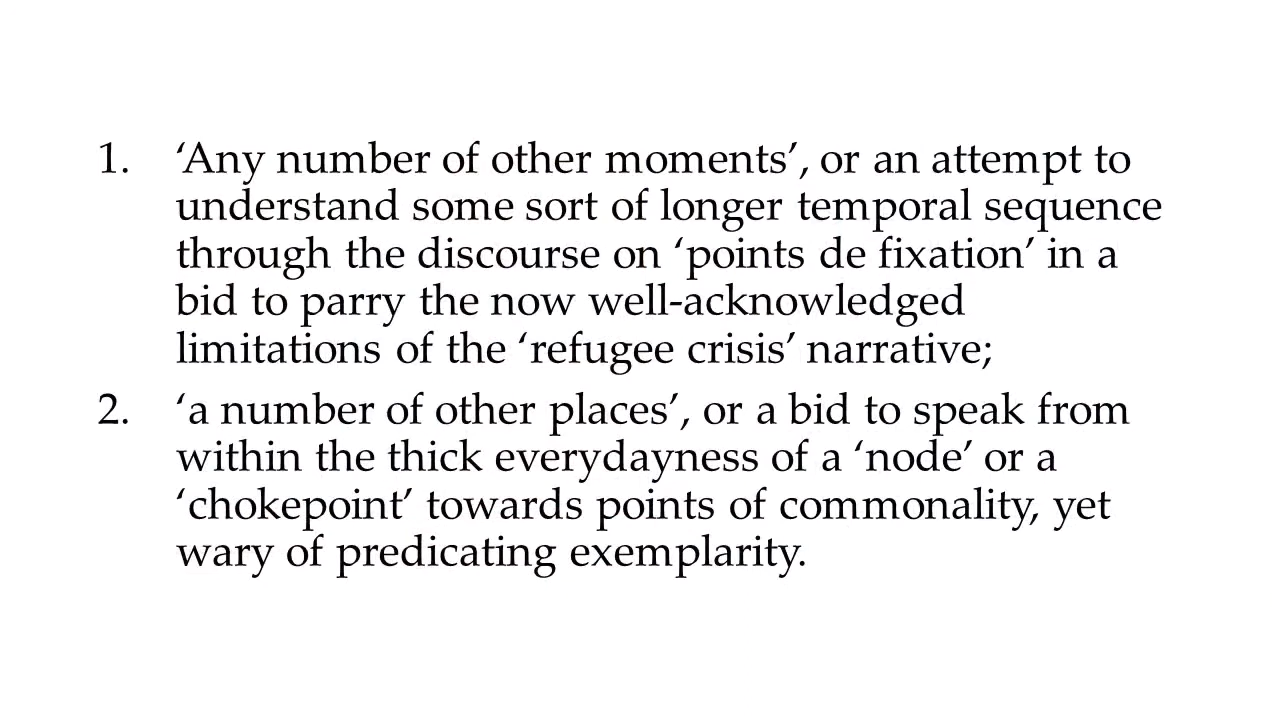 1. ‘Any number of other moments’, or an attempt to
understand some sort of longer temporal sequence
through the discourse on ‘points de fixation’ in a
bid to parry the now well-acknowledged
limitations of the ‘refugee crisis’ narrative;
2. ‘a number of other places’, or a bid to speak from
within the thick everydayness of a ‘node’ or a
‘chokepoint’ towards points of commonality, yet
wary of predicating exemplarity.